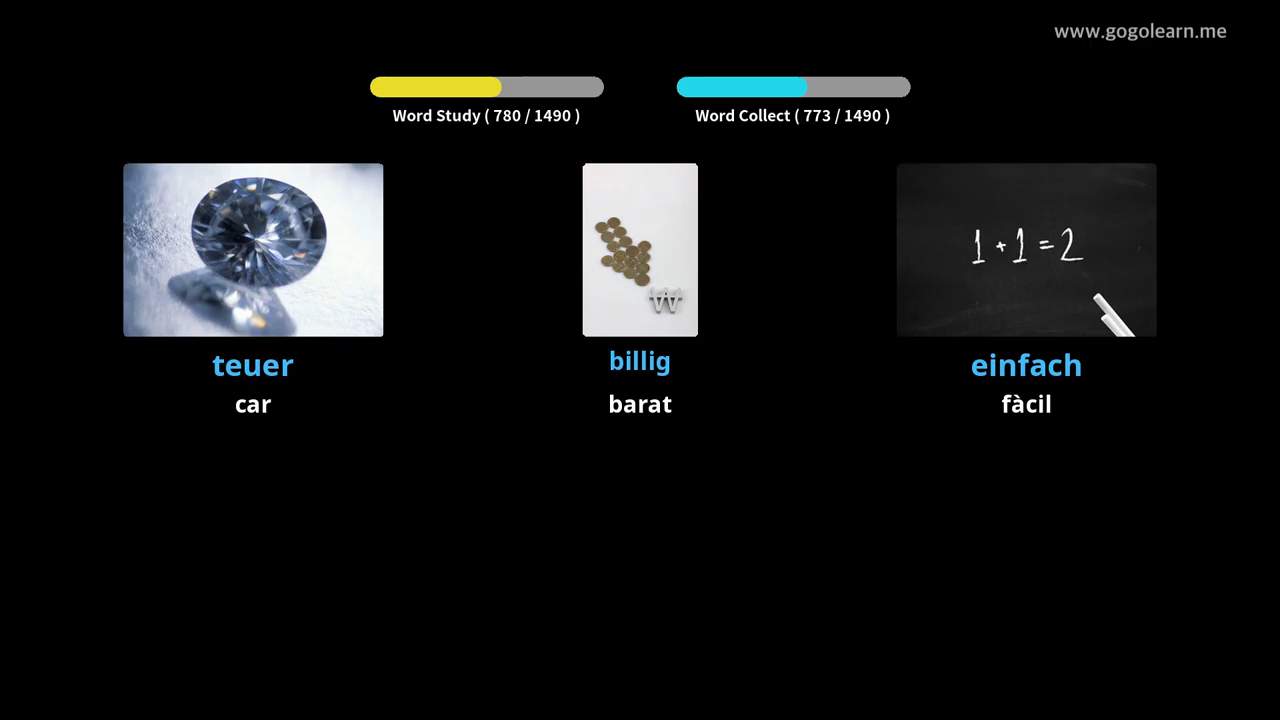 www.gogolearn.me
Word Study ( 780 / 1490 )
Word Collect ( 773 / 1490 )
1 + 1 = 2
₩
teuer
billig
einfach
car
barat
fàcil